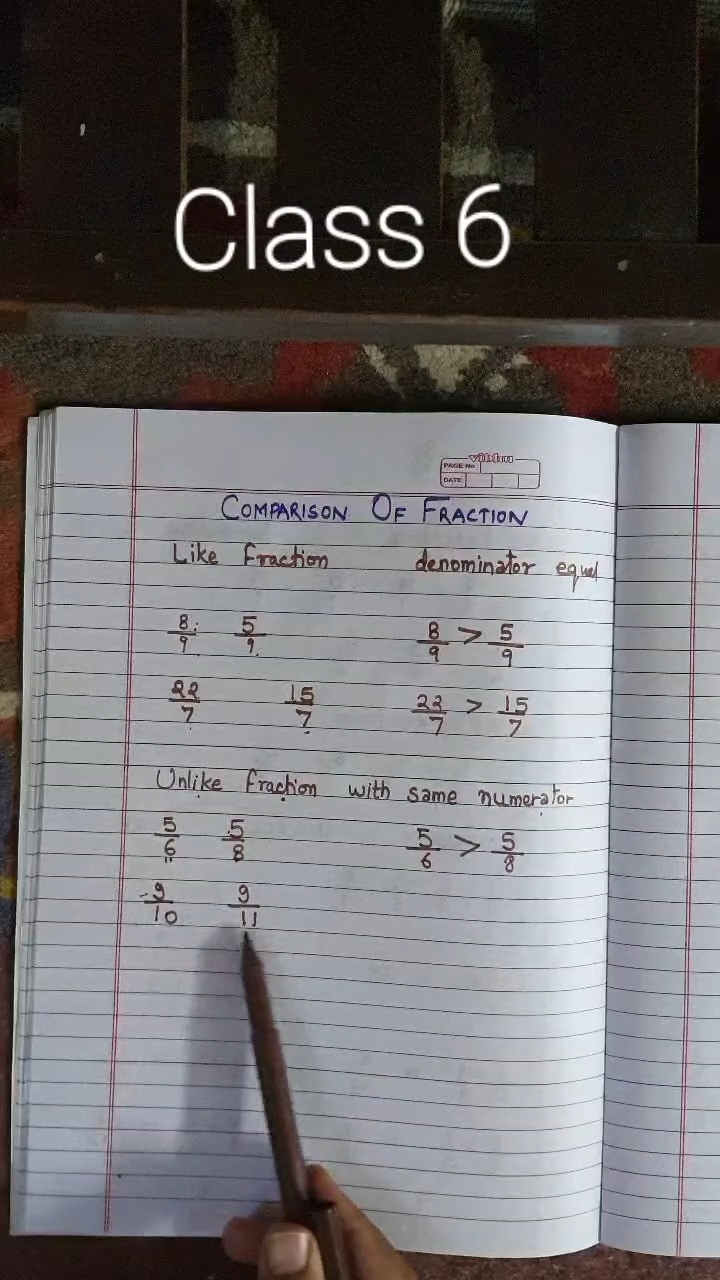 Class 6
vibhu
PAGE No
DATE
COMPARISON OF FRACTION
Like fraction denominator equal
8/9 5/9 8/9 > 5/9
22/7 15/7 22/7 > 15/7
Unlike fraction with same numerator
5/6 5/8 5/6 > 5/8
9/10 9/11